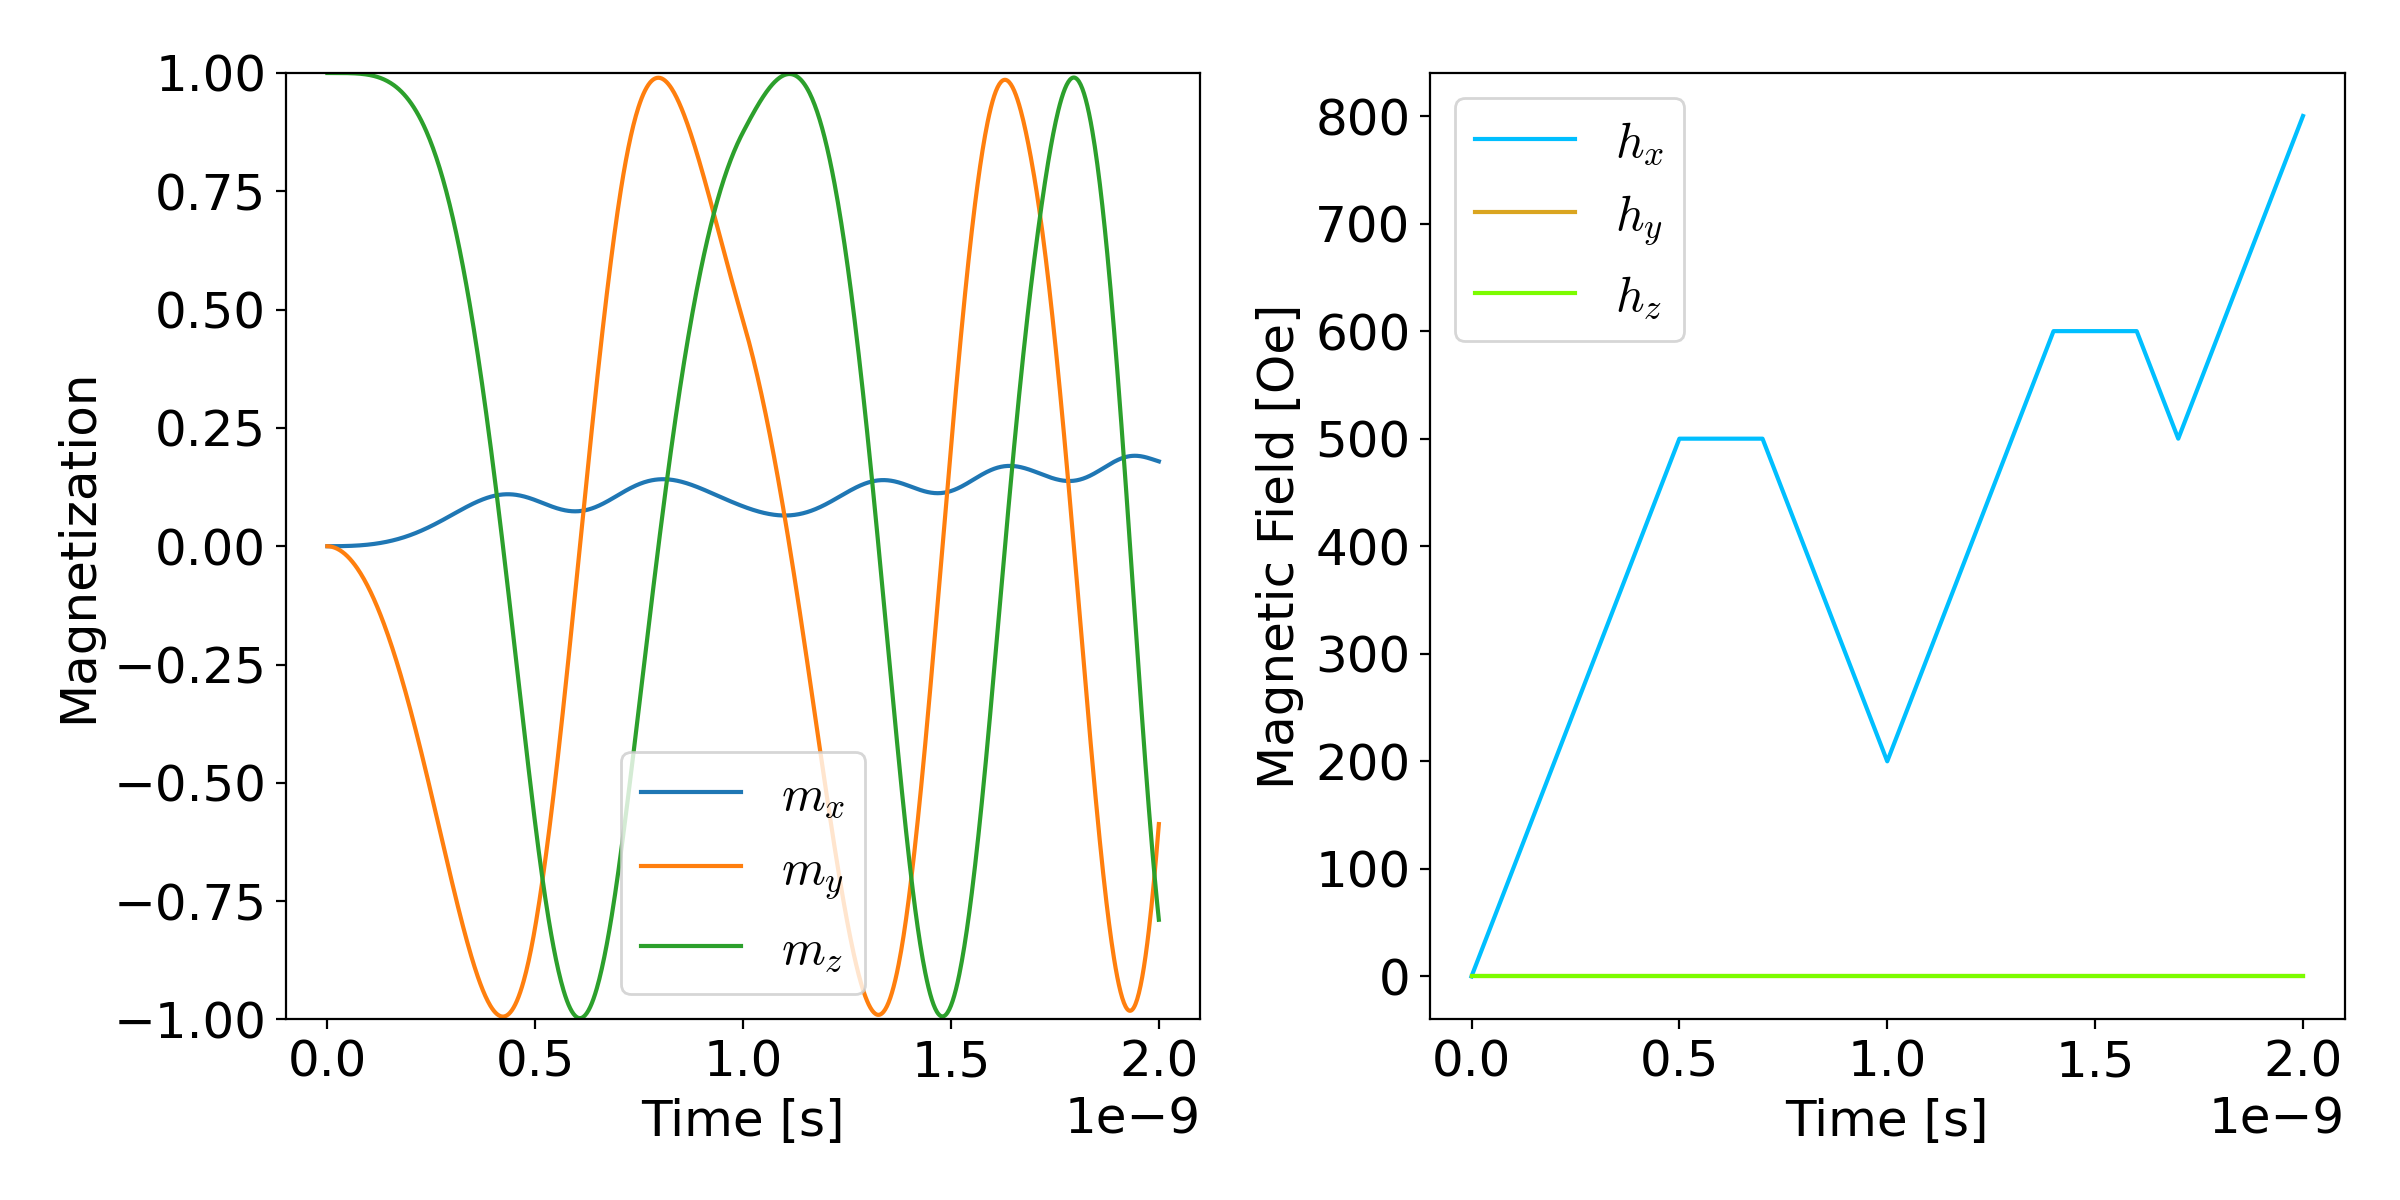 Magnetization
1.00
0.75
0.50
0.25
0.00
−0.25
−0.50
−0.75
−1.00
m_x
m_y
m_z
0.0 0.5 1.0 1.5 2.0
Time [s]
1e−9
Magnetic Field [Oe]
800
700
600
500
400
300
200
100
0
h_x
h_y
h_z
0.0 0.5 1.0 1.5 2.0
Time [s]
1e−9